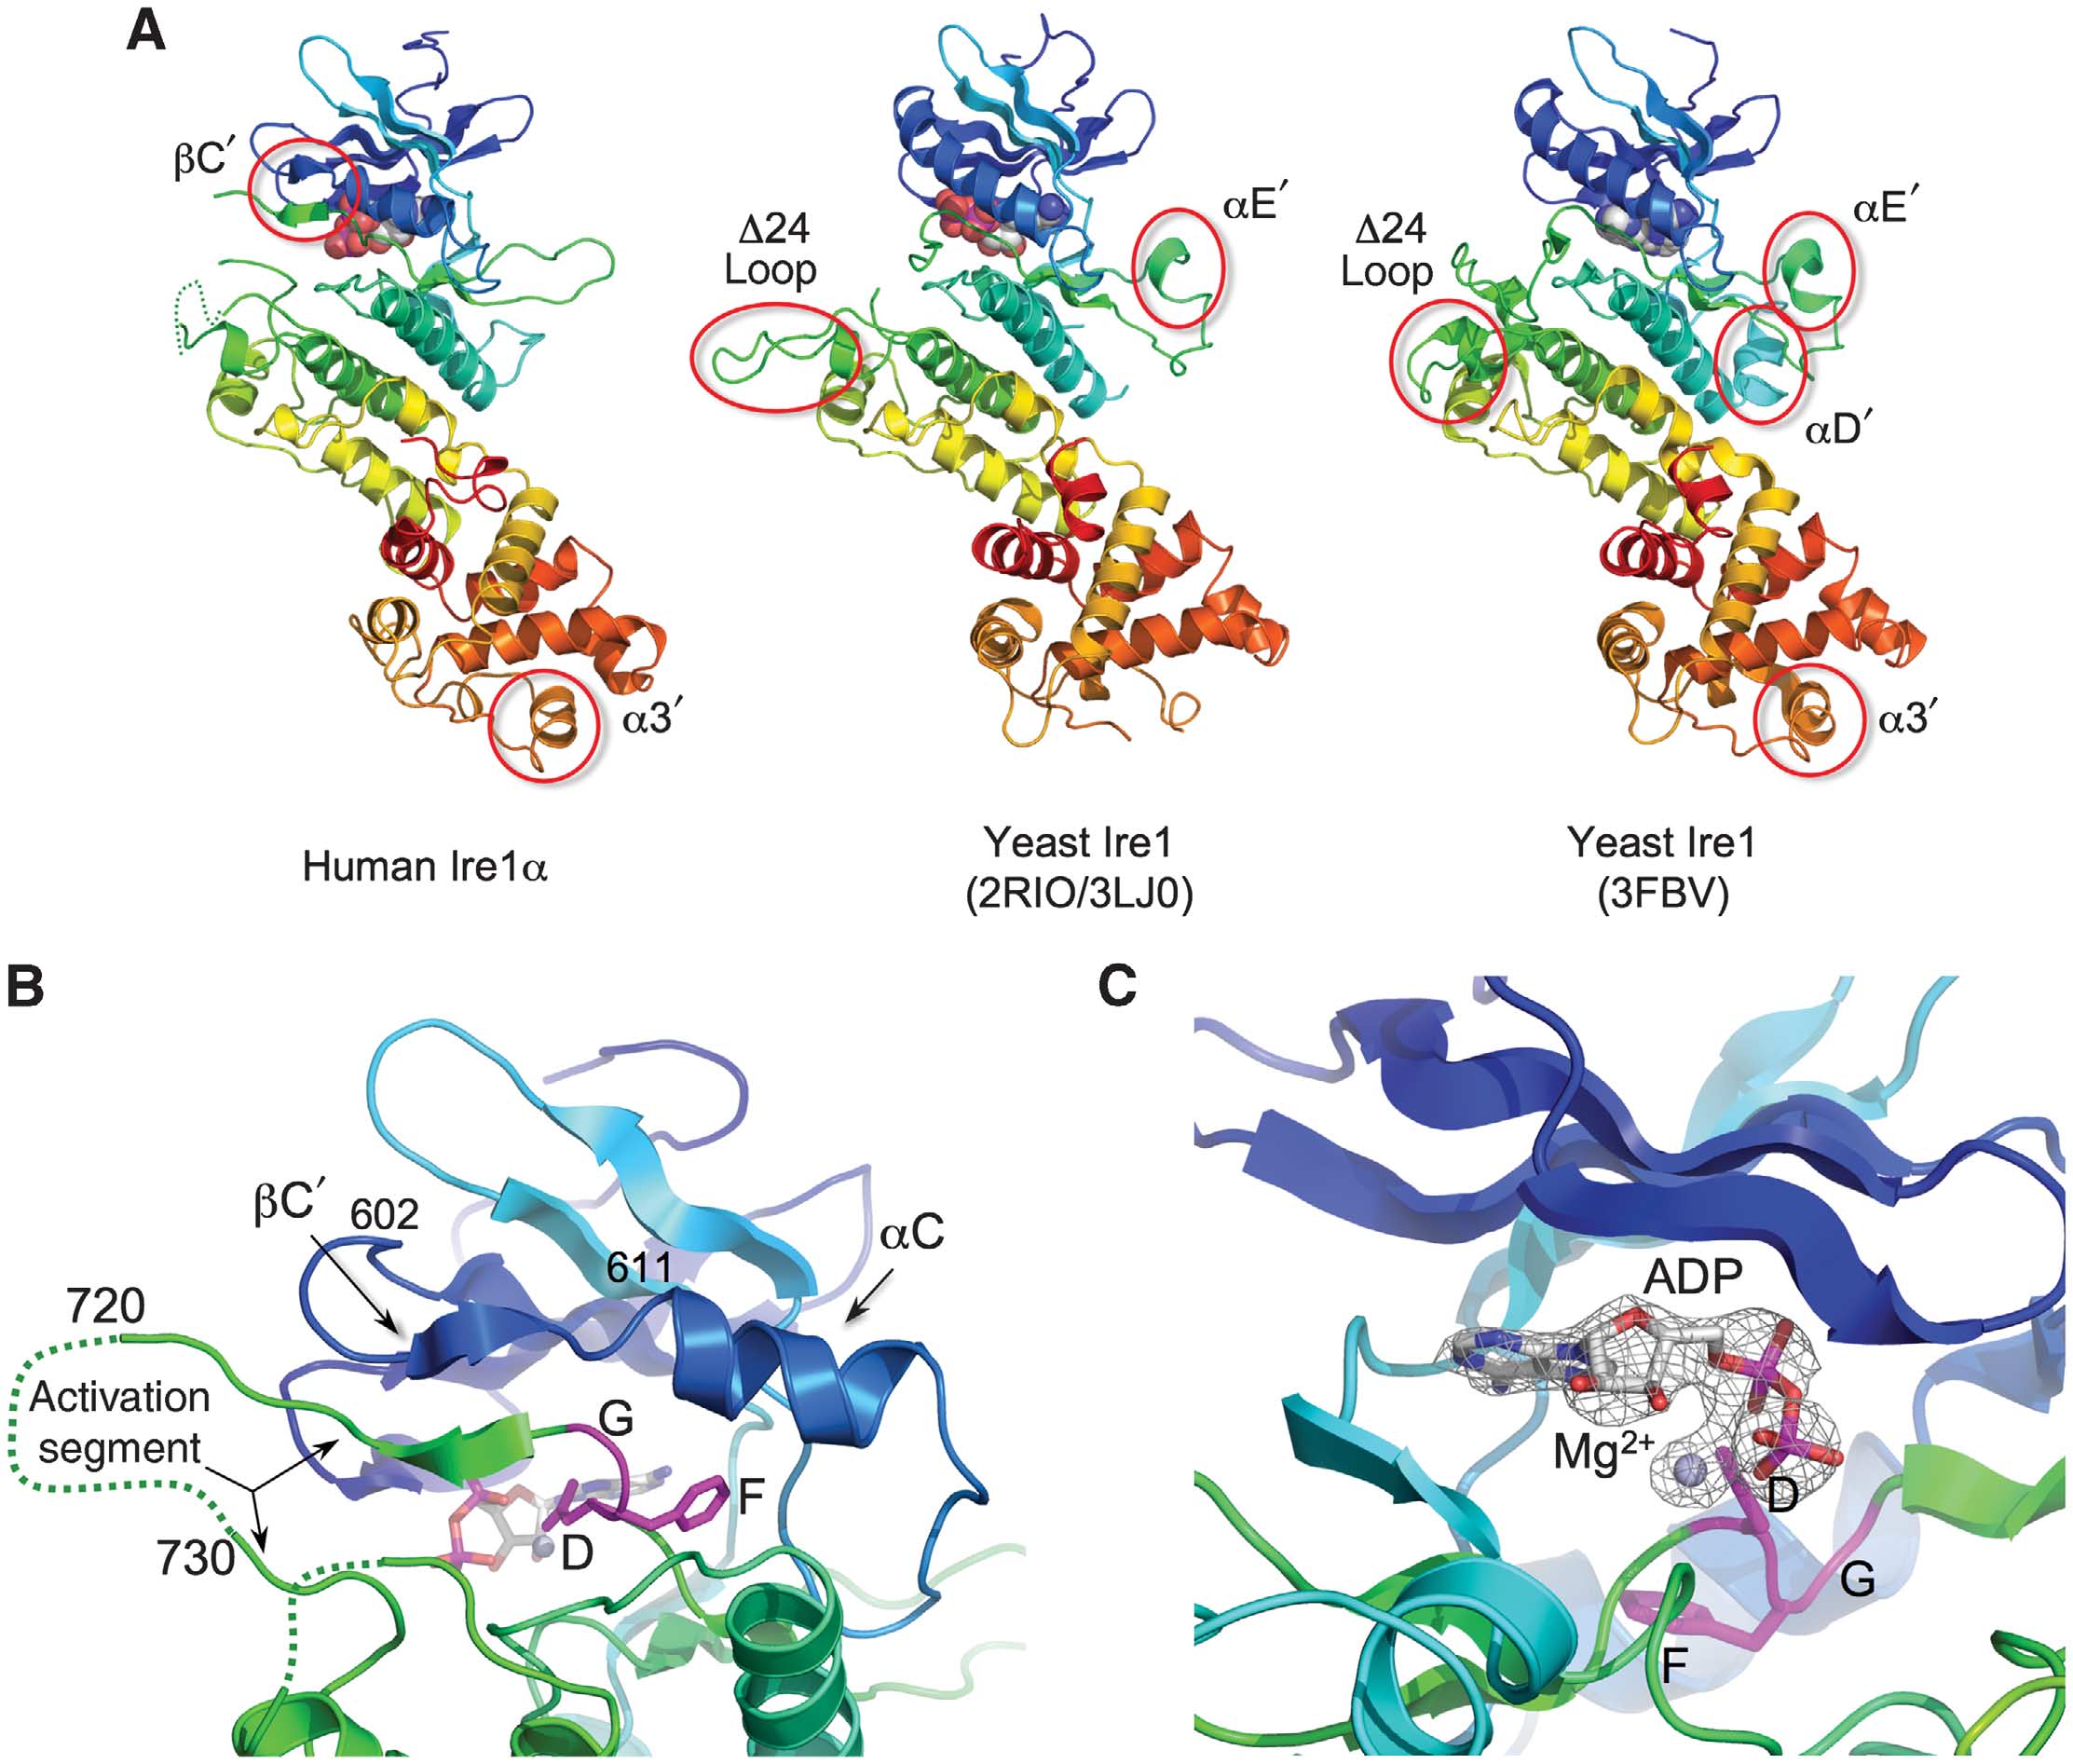 A
βC′
α3′
Human Ire1α
Δ24
Loop
αE′
Yeast Ire1
(2RIO/3LJ0)
Δ24
Loop
αE′
αD′
α3′
Yeast Ire1
(3FBV)
B
βC′
602
611
αC
720
Activation
segment
G
F
D
730
C
ADP
Mg2+
D
G
F